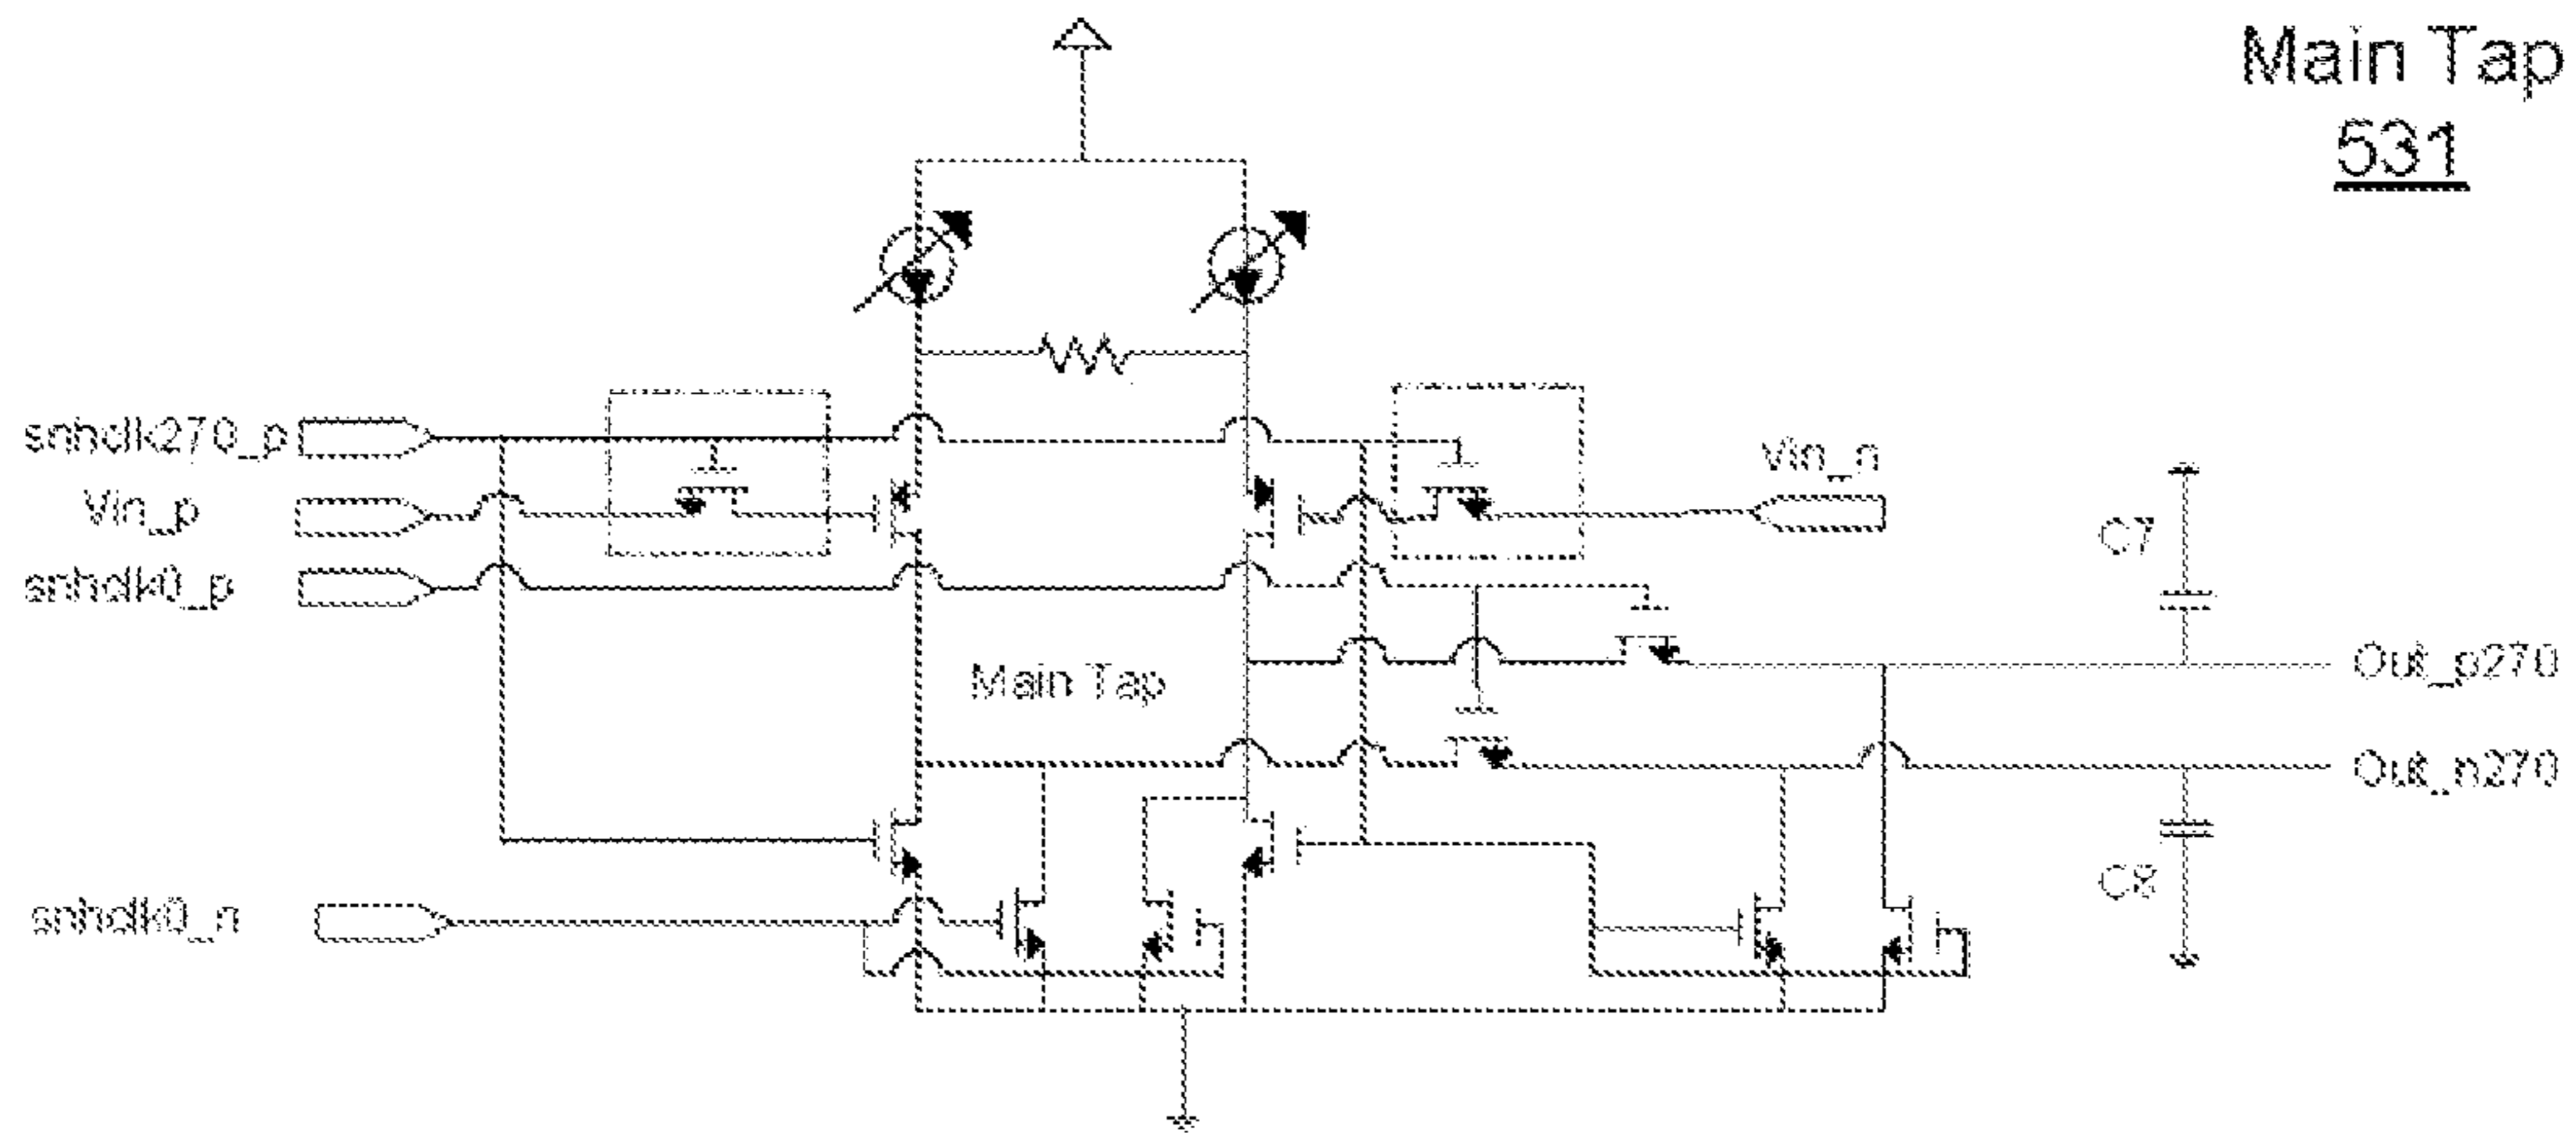 Main Tap
531
snhclk270_p
Vin_p
Vin_n
snhclk0_p
C7
Main Tap
Out_p270
Out_n270
C8
snhclk0_n